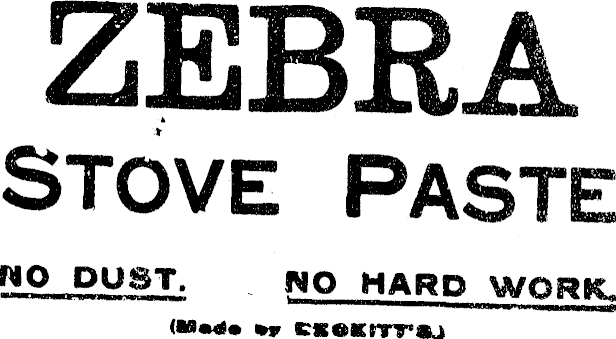 ZEBRA
STOVE PASTE
NO DUST. NO HARD WORK.
(Made by